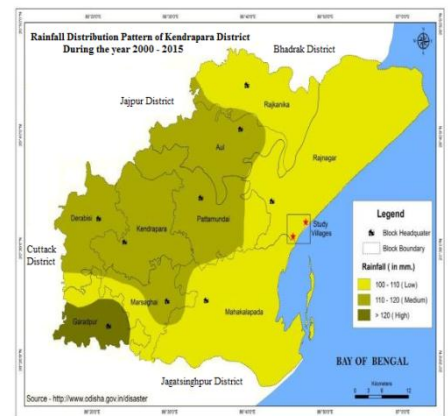 Rainfall Distribution Pattern of Kendrapara District
During the year 2000 - 2015
Bhadrak District
Jajpur District
Rajkanika
Aul
Rajnagar
Derabisi
Kendrapara
Pattamundai
Study
Villages
Cuttack
District
Marsaghai
Mahakalapada
Garadpur
Jagatsinghpur District
Legend
Block Headquater
Block Boundary
Rainfall (in mm.)
100 - 110 (Low)
110 - 120 (Medium)
> 120 (High)
BAY OF BENGAL
Kilometers
Source - http://www.odisha.gov.in/disaster